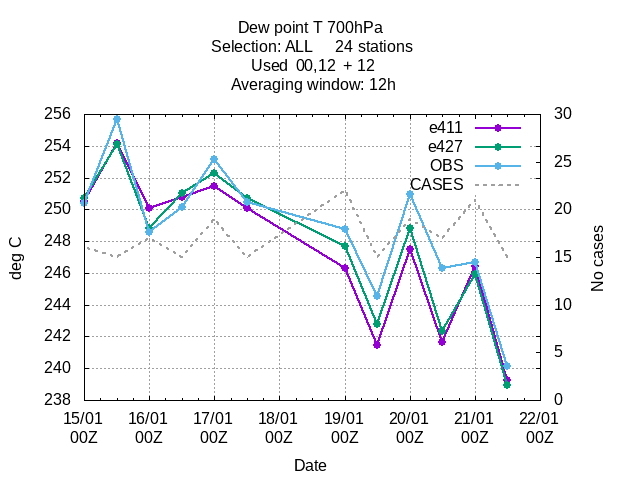 Dew point T 700hPa
Selection: ALL     24 stations
Used  00,12  + 12
Averaging window: 12h
256
254
252
250
248
246
244
242
240
238
deg C
30
25
20
15
10
5
0
No cases
e411
e427
OBS
CASES
15/01 16/01 17/01 18/01 19/01 20/01 21/01 22/01
00Z 00Z 00Z 00Z 00Z 00Z 00Z 00Z
Date